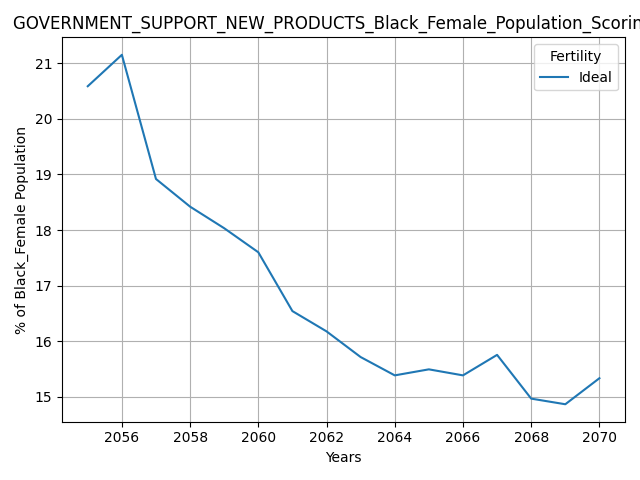 GOVERNMENT_SUPPORT_NEW_PRODUCTS_Black_Female_Population_Scorin
Fertility
Ideal
21
20
19
18
17
16
15
% of Black_Female Population
2056 2058 2060 2062 2064 2066 2068 2070
Years